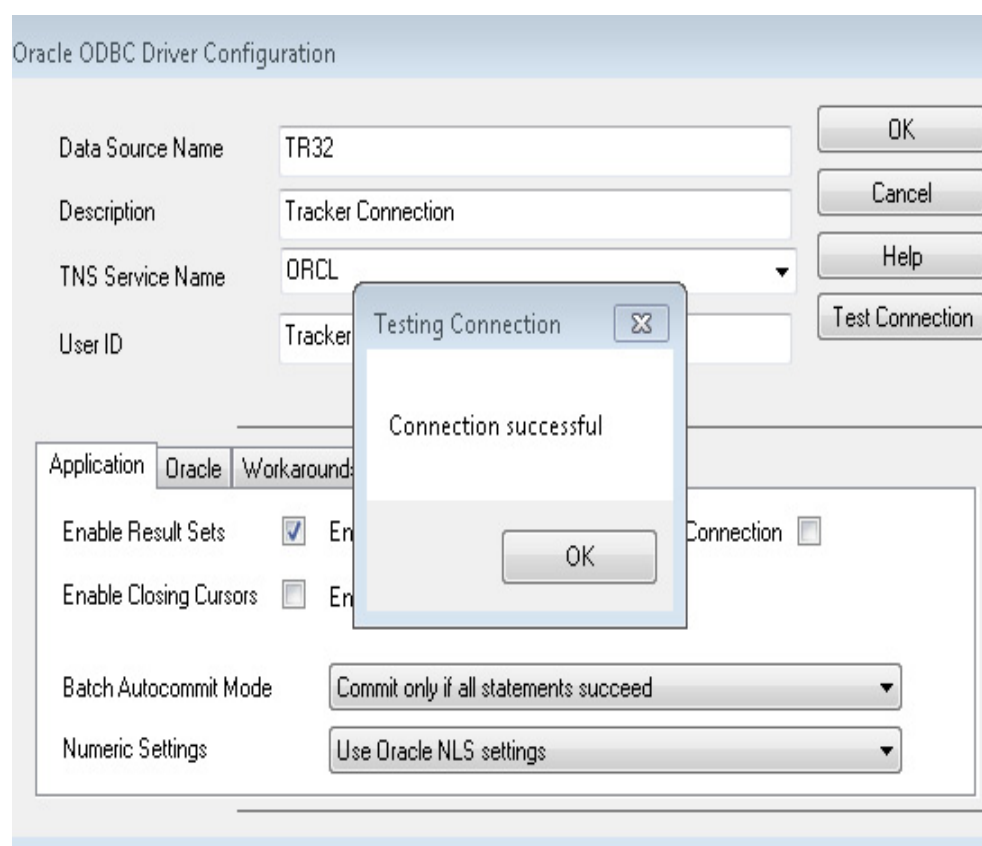 Oracle ODBC Driver Configuration
Data Source Name TR32 OK
Description Tracker Connection Cancel
TNS Service Name ORCL Help
User ID Tracker Test Connection
Testing Connection
Connection successful
OK
Application Oracle
Enable Result Sets Connection
Enable Closing Cursors
Batch Autocommit Mode Commit only if all statements succeed
Numeric Settings Use Oracle NLS settings